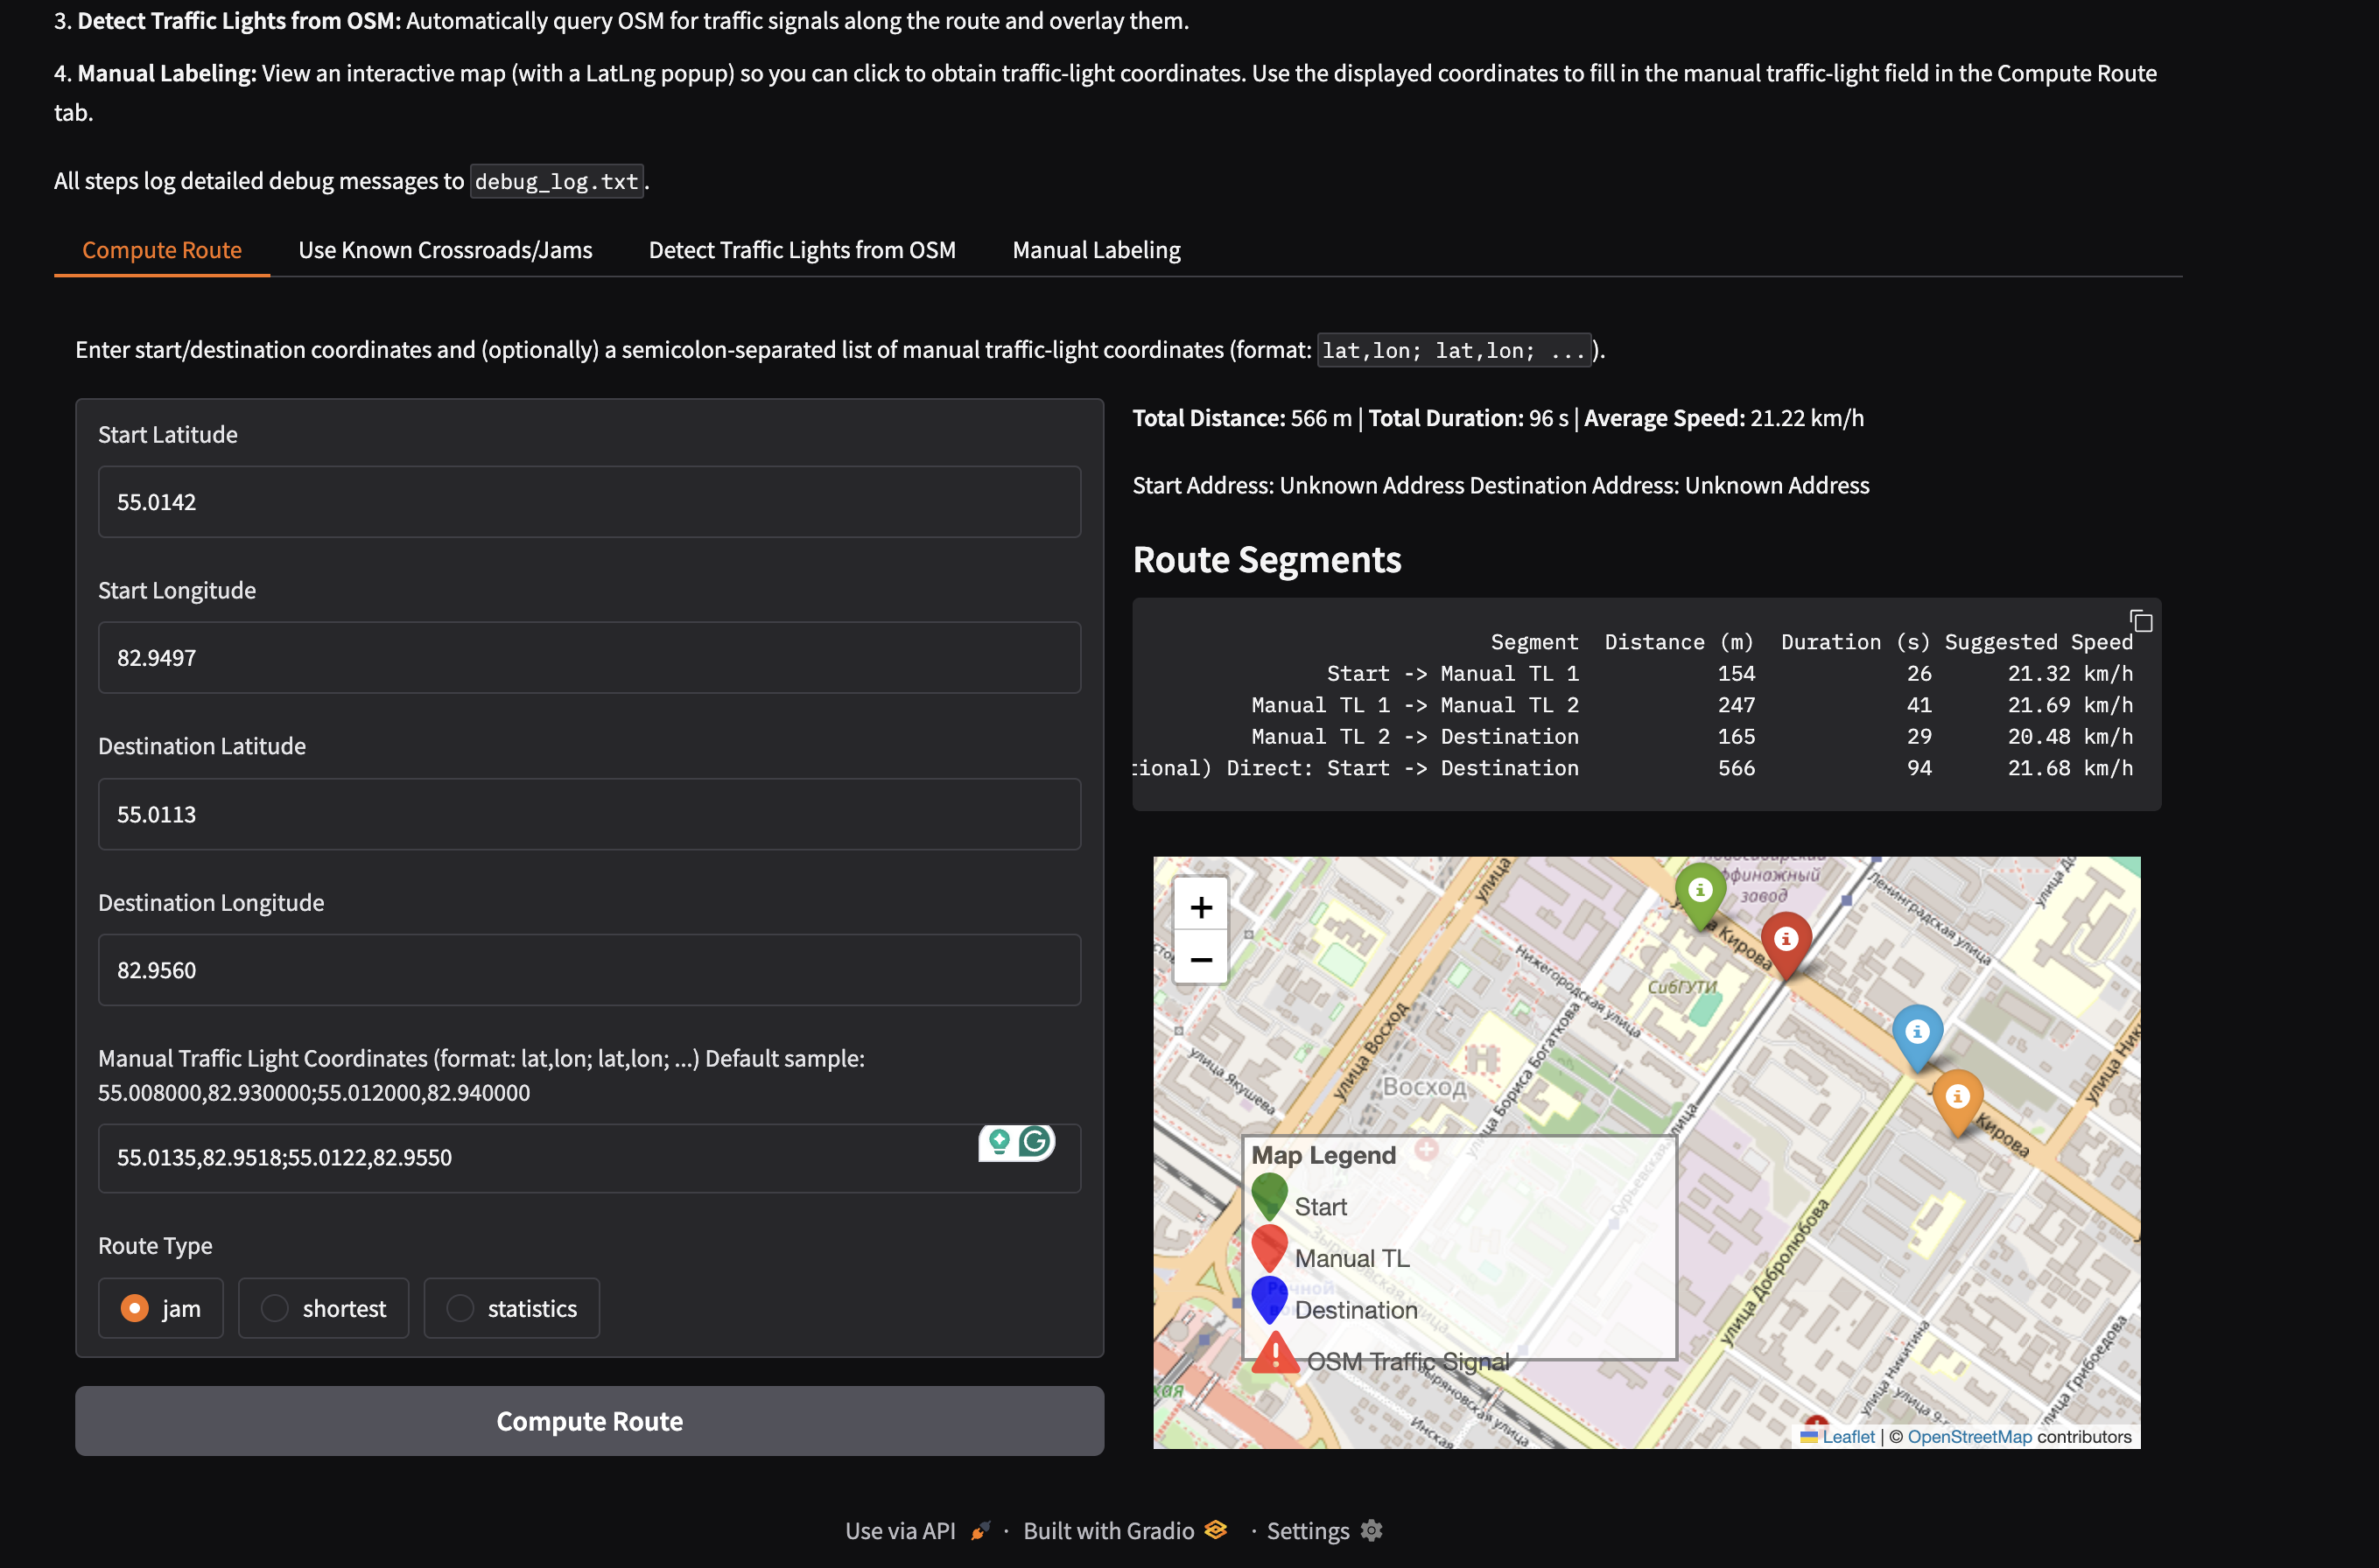 3. Detect Traffic Lights from OSM: Automatically query OSM for traffic signals along the route and overlay them.
4. Manual Labeling: View an interactive map (with a LatLng popup) so you can click to obtain traffic-light coordinates. Use the displayed coordinates to fill in the manual traffic-light field in the Compute Route
tab.
All steps log detailed debug messages to debug_log.txt.
Compute Route Use Known Crossroads/Jams Detect Traffic Lights from OSM Manual Labeling
Enter start/destination coordinates and (optionally) a semicolon-separated list of manual traffic-light coordinates (format: lat,lon; lat,lon; ...).
Start Latitude
55.0142
Start Longitude
82.9497
Destination Latitude
55.0113
Destination Longitude
82.9560
Manual Traffic Light Coordinates (format: lat,lon; lat,lon; ...) Default sample:
55.008000,82.930000;55.012000,82.940000
55.0135,82.9518;55.0122,82.9550
Route Type
jam shortest statistics
Compute Route
Total Distance: 566 m | Total Duration: 96 s | Average Speed: 21.22 km/h
Start Address: Unknown Address Destination Address: Unknown Address
Route Segments
Segment Distance (m) Duration (s) Suggested Speed
Start -> Manual TL 1 154 26 21.32 km/h
Manual TL 1 -> Manual TL 2 247 41 21.69 km/h
Manual TL 2 -> Destination 165 29 20.48 km/h
tional) Direct: Start -> Destination 566 94 21.68 km/h
+
−
улица
завод
Ленинградская улица
Кирова
Нижегородская улица
СибГУТИ
улица Восход
улица Бориса Богаткова
улица Якушева
Восход
Кирова
улица Добролюбова
улица Никитина
улица Грибоедова
Инская
Зыряновская улица
Map Legend
Start
Manual TL
Destination
OSM Traffic Signal
Leaflet | © OpenStreetMap contributors
Use via API · Built with Gradio · Settings